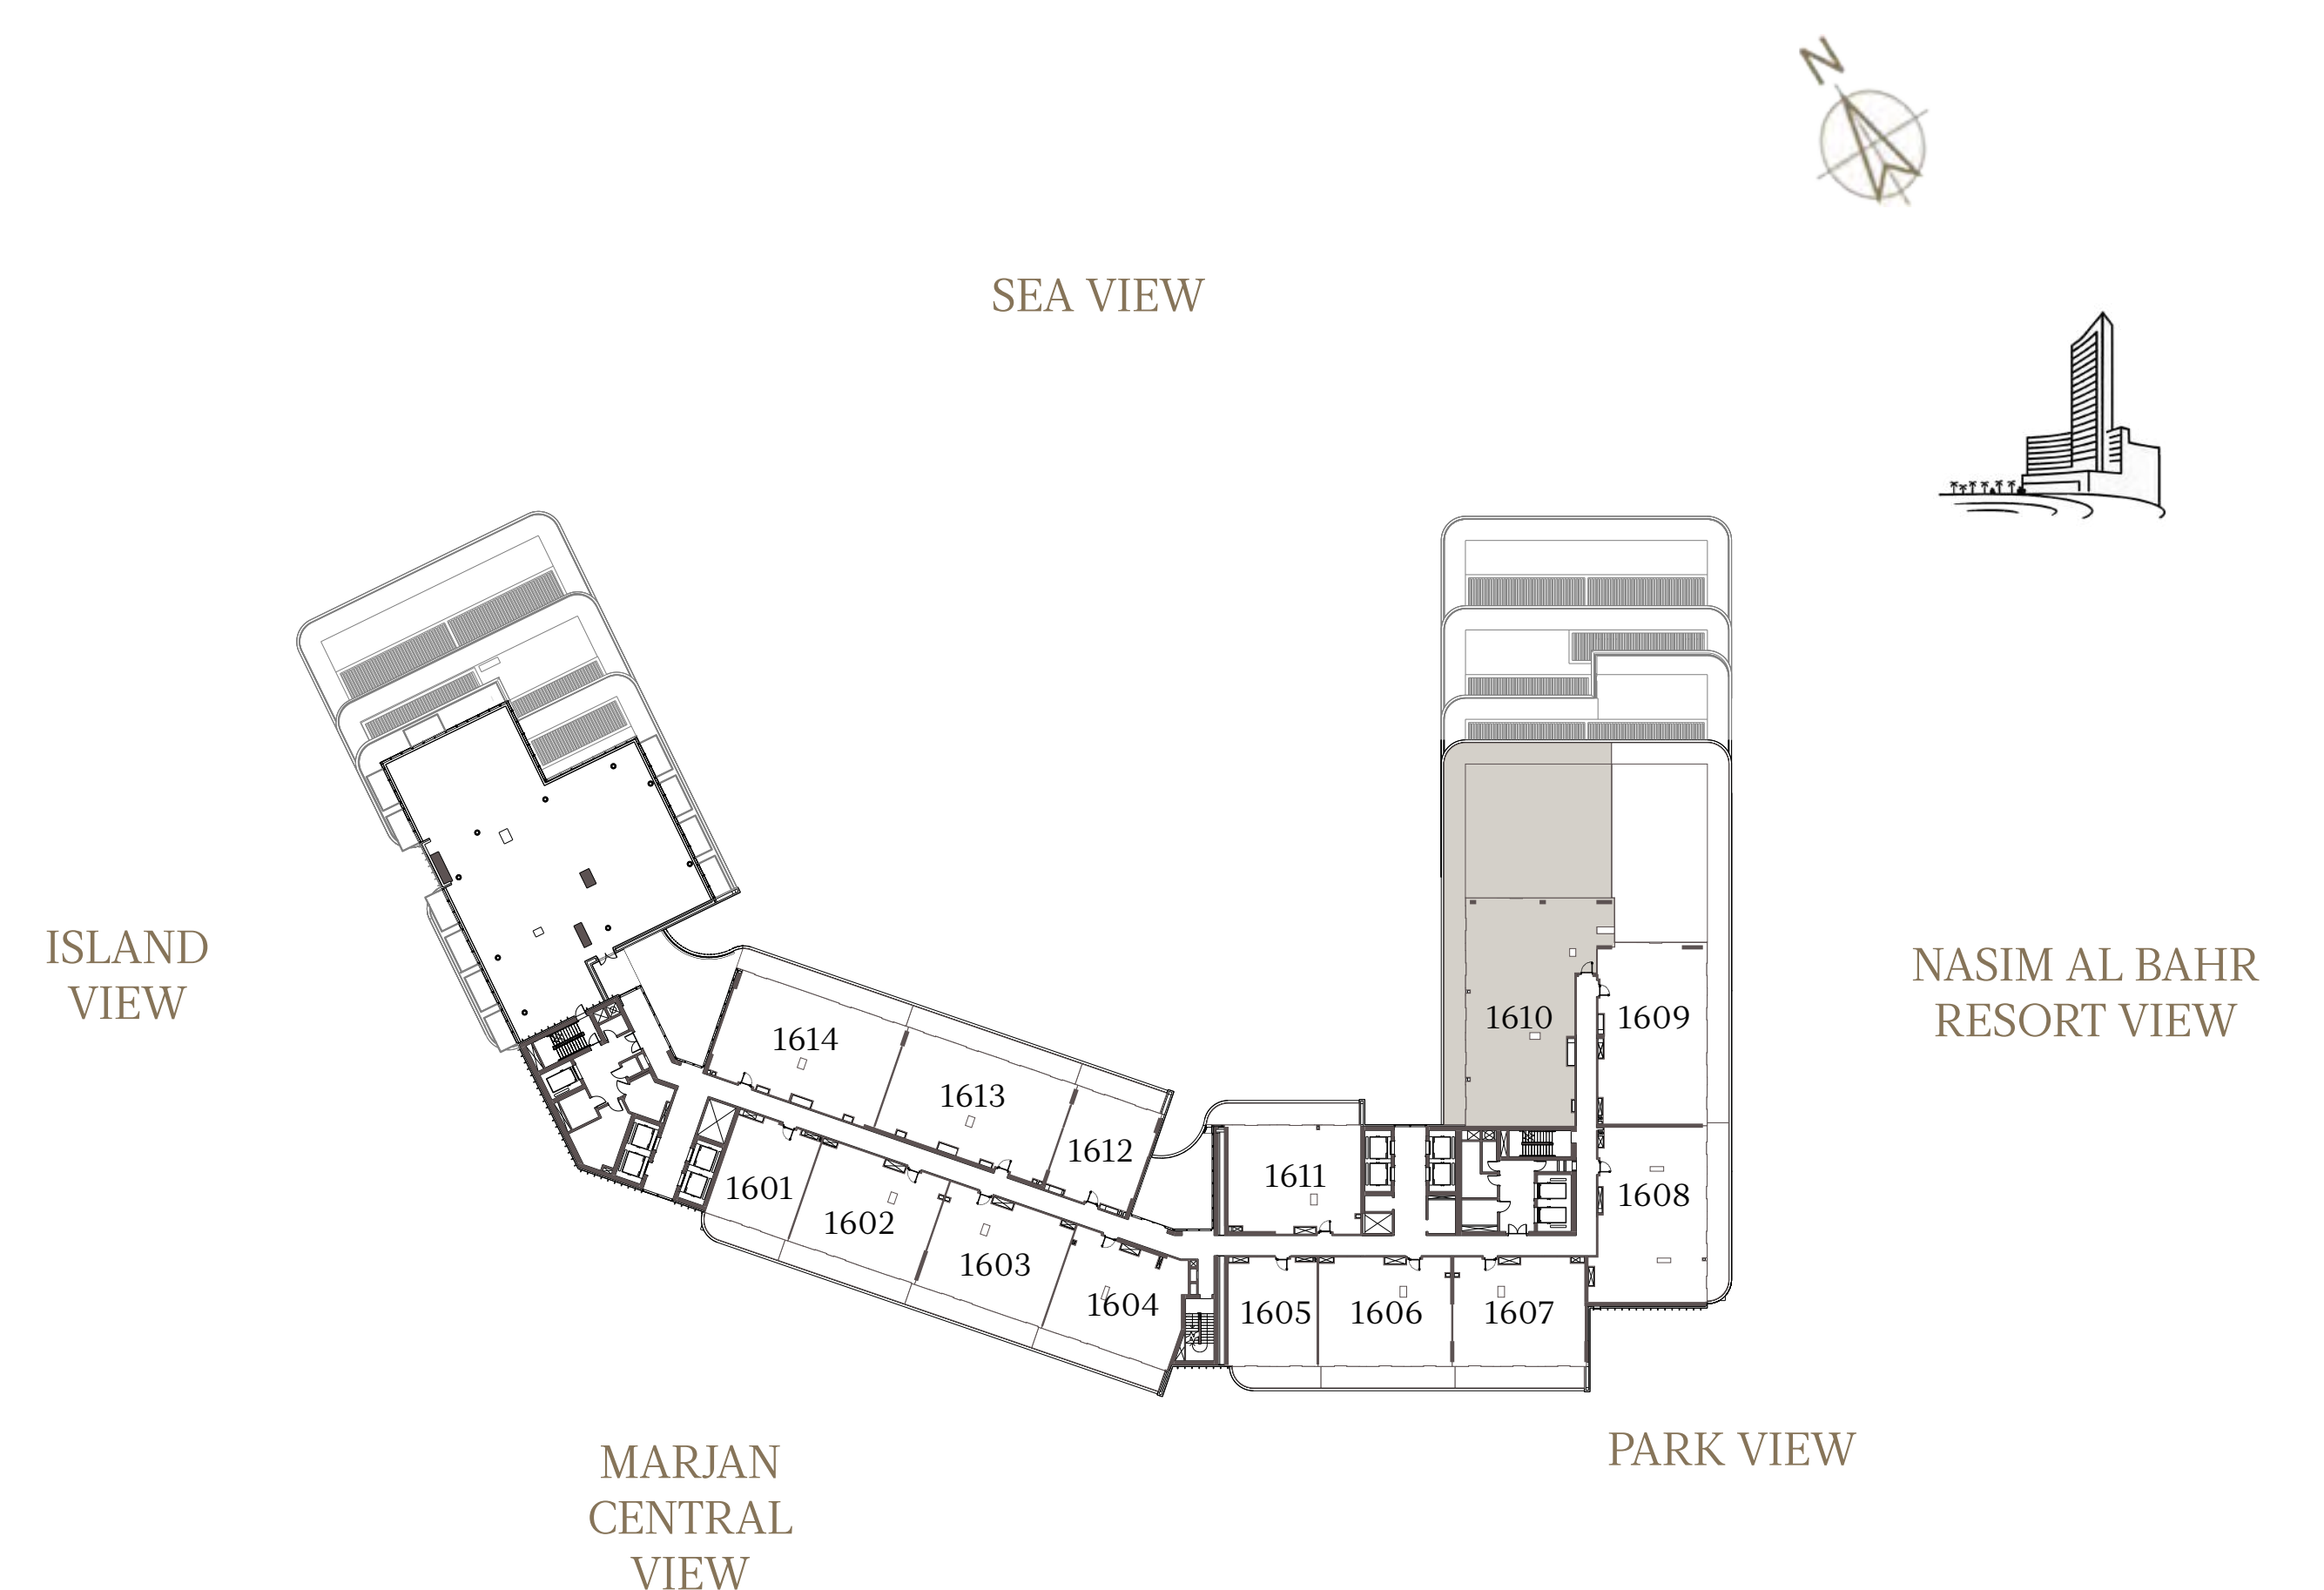 N
SEA VIEW
ISLAND
VIEW
NASIM AL BAHR
RESORT VIEW
1610
1609
1614
1613
1612
1611
1601
1602
1608
1603
1604
1605
1606
1607
PARK VIEW
MARJAN
CENTRAL
VIEW